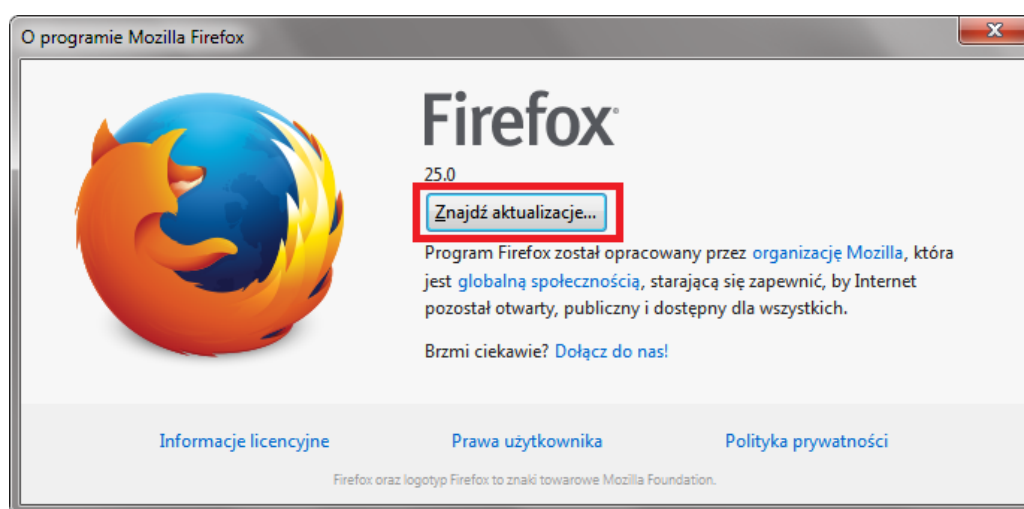 O programie Mozilla Firefox
Firefox
25.0
Znajdź aktualizacje...
Program Firefox został opracowany przez organizację Mozilla, która
jest globalną społecznością, starającą się zapewnić, by Internet
pozostał otwarty, publiczny i dostępny dla wszystkich.
Brzmi ciekawie? Dołącz do nas!
Informacje licencyjne Prawa użytkownika Polityka prywatności
Firefox oraz logotyp Firefox to znaki towarowe Mozilla Foundation.